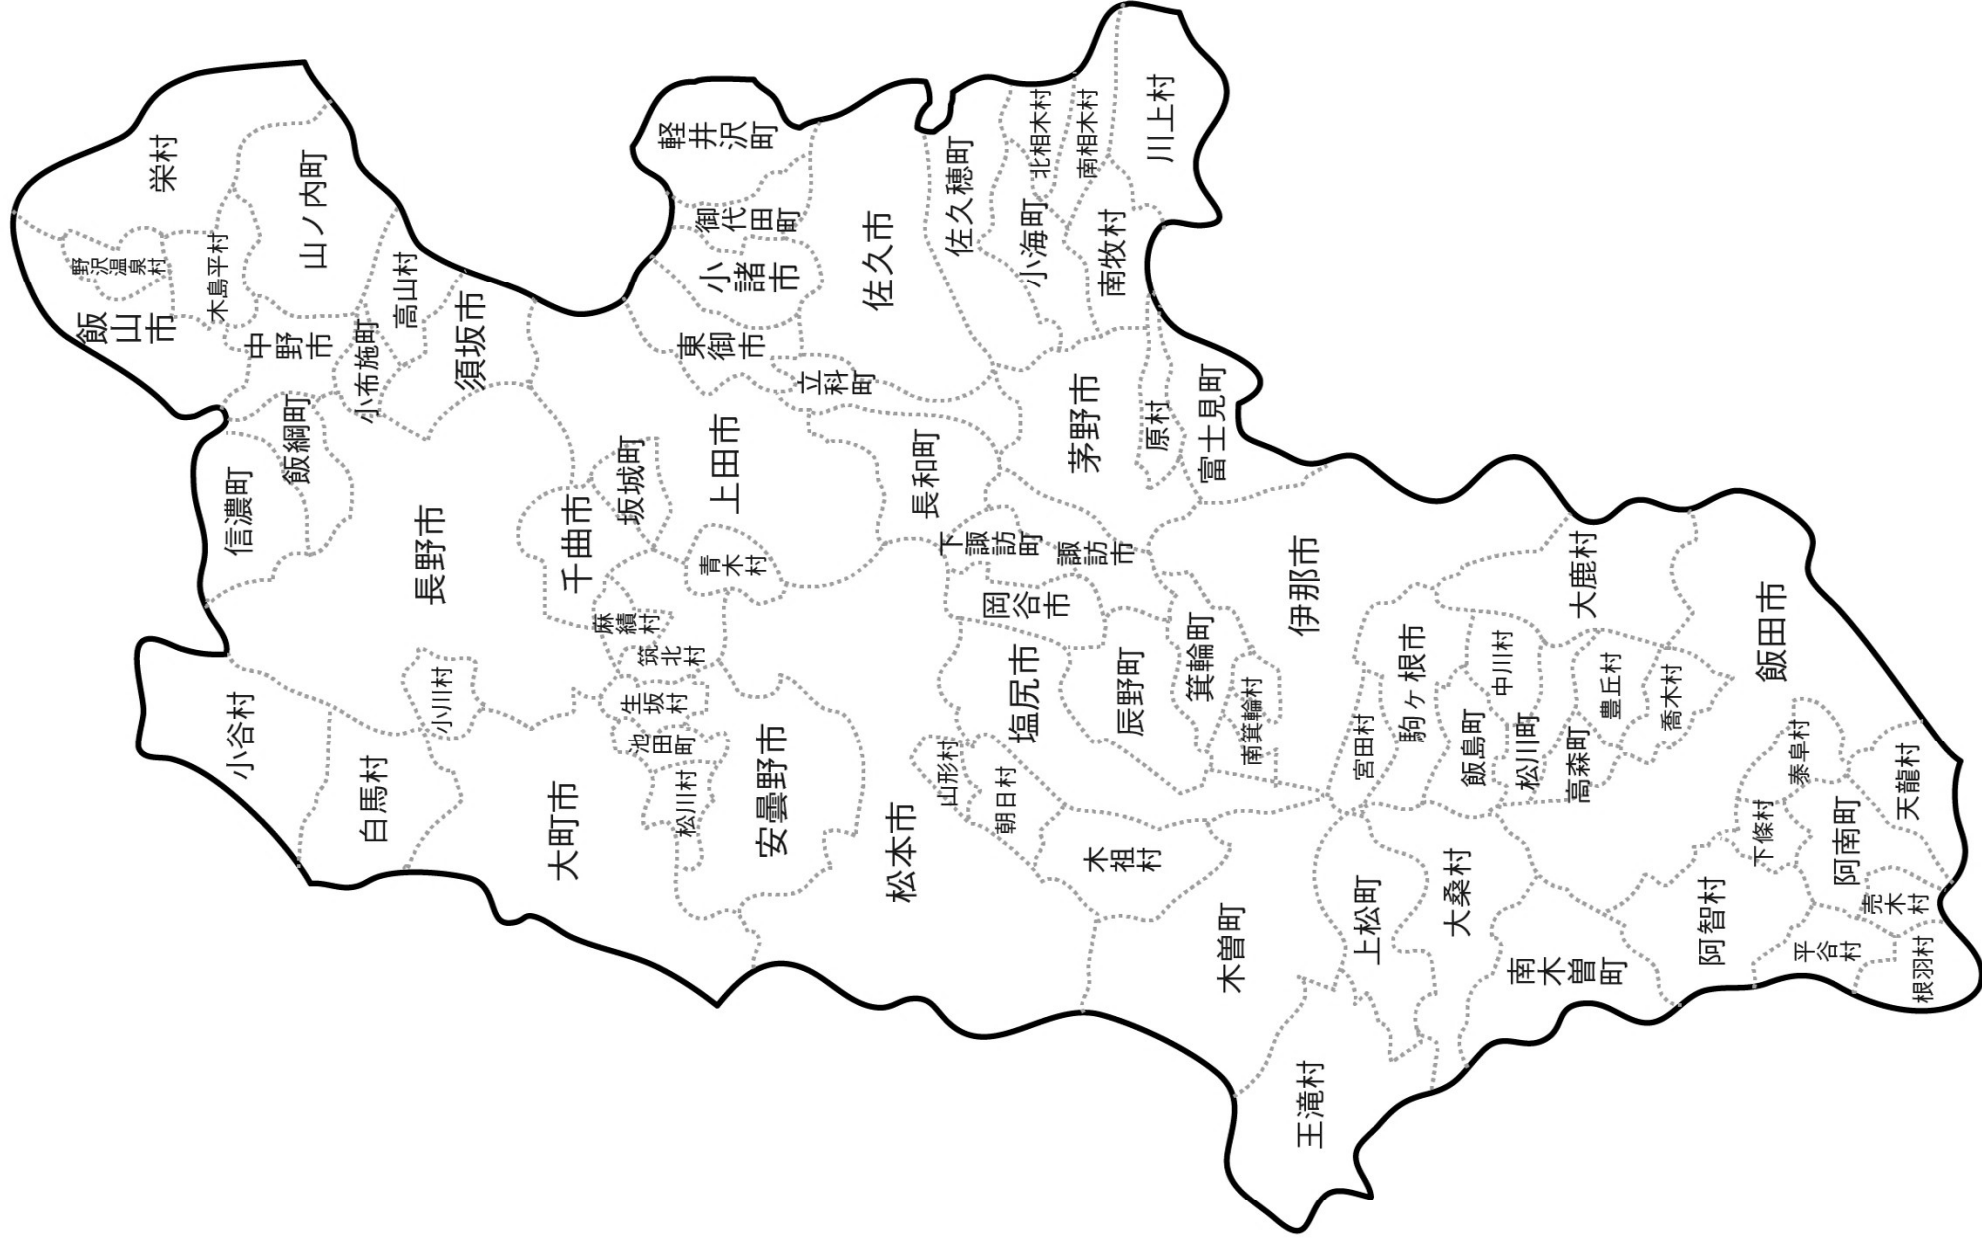 栄村
野沢温泉村
飯山市
木島平村
山ノ内町
中野市
高山村
小布施町
須坂市
飯綱町
信濃町
長野市
小川村
小谷村
白馬村
大町市
千曲市
坂城町
上田市
青木村
麻績村
筑北村
生坂村
池田町
松川村
安曇野市
松本市
軽井沢町
御代田町
小諸市
東御市
佐久市
立科町
長和町
佐久穂町
北相木村
南相木村
川上村
小海町
南牧村
茅野市
原村
富士見町
下諏訪町
諏訪市
岡谷市
塩尻市
山形村
朝日村
辰野町
箕輪町
南箕輪村
伊那市
木祖村
木曽町
王滝村
上松町
大桑村
南木曽町
宮田村
駒ヶ根市
飯島町
中川村
松川町
高森町
大鹿村
豊丘村
喬木村
飯田市
泰阜村
下條村
阿南町
天龍村
売木村
阿智村
平谷村
根羽村